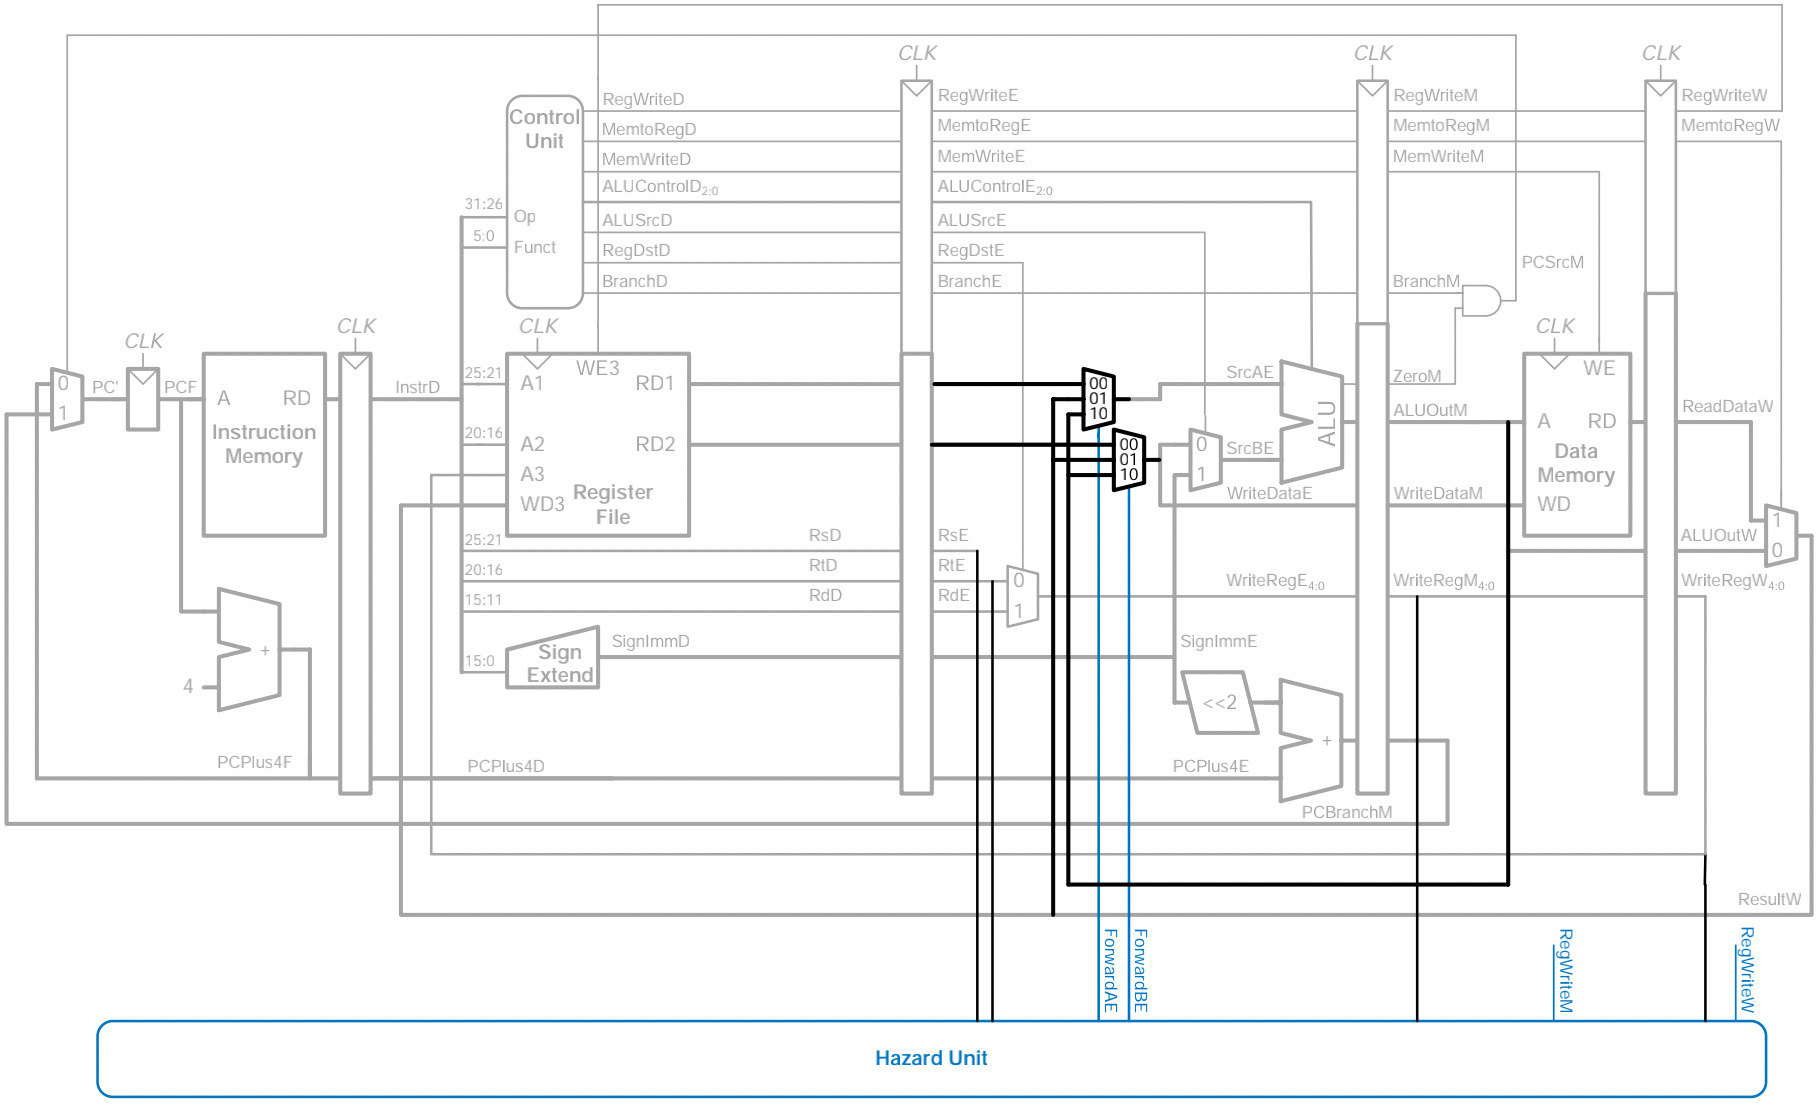 CLK
CLK
CLK
Control
Unit
RegWriteD
MemtoRegD
MemWriteD
ALUControlD2:0
ALUSrcD
RegDstD
BranchD
31:26
Op
5:0
Funct
RegWriteE
MemtoRegE
MemWriteE
ALUControlE2:0
ALUSrcE
RegDstE
BranchE
RegWriteM
MemtoRegM
MemWriteM
BranchM
PCSrcM
RegWriteW
MemtoRegW
CLK
CLK
CLK
CLK
0
1
PC'
PCF
A
RD
Instruction
Memory
InstrD
25:21
20:16
A1
A2
A3
WD3
WE3
RD1
RD2
Register
File
00
01
10
00
01
10
0
1
SrcAE
SrcBE
ALU
WriteDataE
ZeroM
ALUOutM
WriteDataM
WE
A
RD
Data
Memory
WD
ReadDataW
1
0
ALUOutW
25:21
20:16
15:11
RsD
RtD
RdD
RsE
RtE
RdE
0
1
WriteRegE4:0
WriteRegM4:0
WriteRegW4:0
15:0
Sign
Extend
SignImmD
SignImmE
<<2
+
4
+
PCPlus4F
PCPlus4D
PCPlus4E
PCBranchM
ResultW
ForwardAE
ForwardBE
RegWriteM
RegWriteW
Hazard Unit